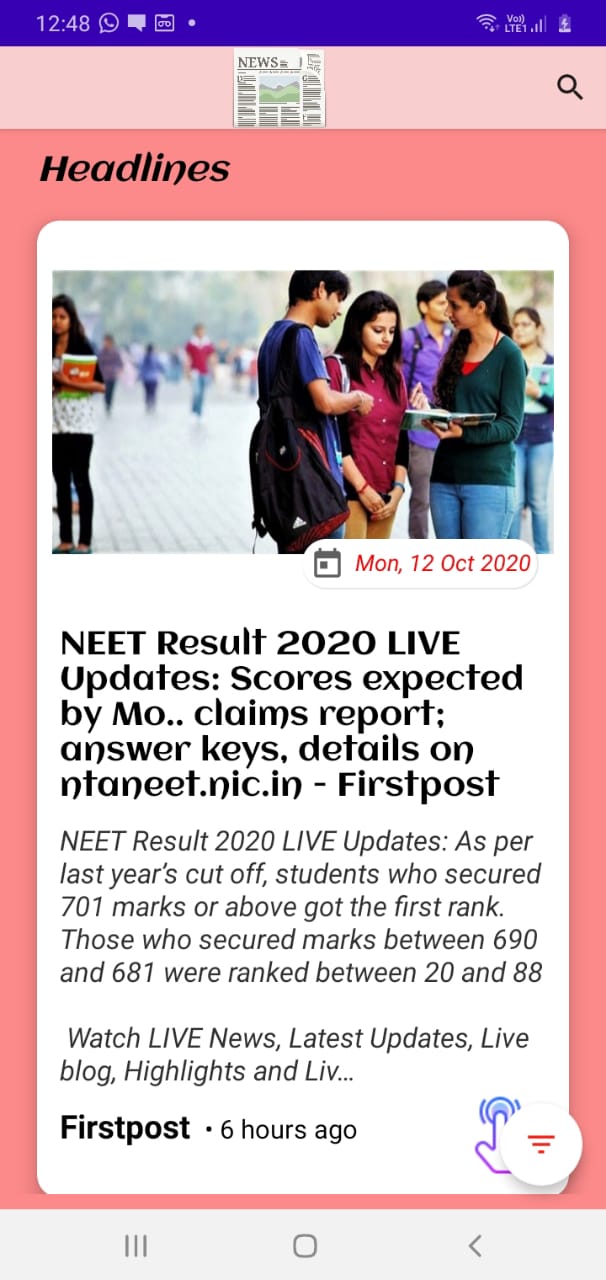 12:48
Vo))
LTE1
NEWS
Headlines
Mon, 12 Oct 2020
NEET Result 2020 LIVE
Updates: Scores expected
by Mo.. claims report;
answer keys, details on
ntaneet.nic.in - Firstpost
NEET Result 2020 LIVE Updates: As per
last year’s cut off, students who secured
701 marks or above got the first rank.
Those who secured marks between 690
and 681 were ranked between 20 and 88
Watch LIVE News, Latest Updates, Live
blog, Highlights and Liv...
Firstpost • 6 hours ago